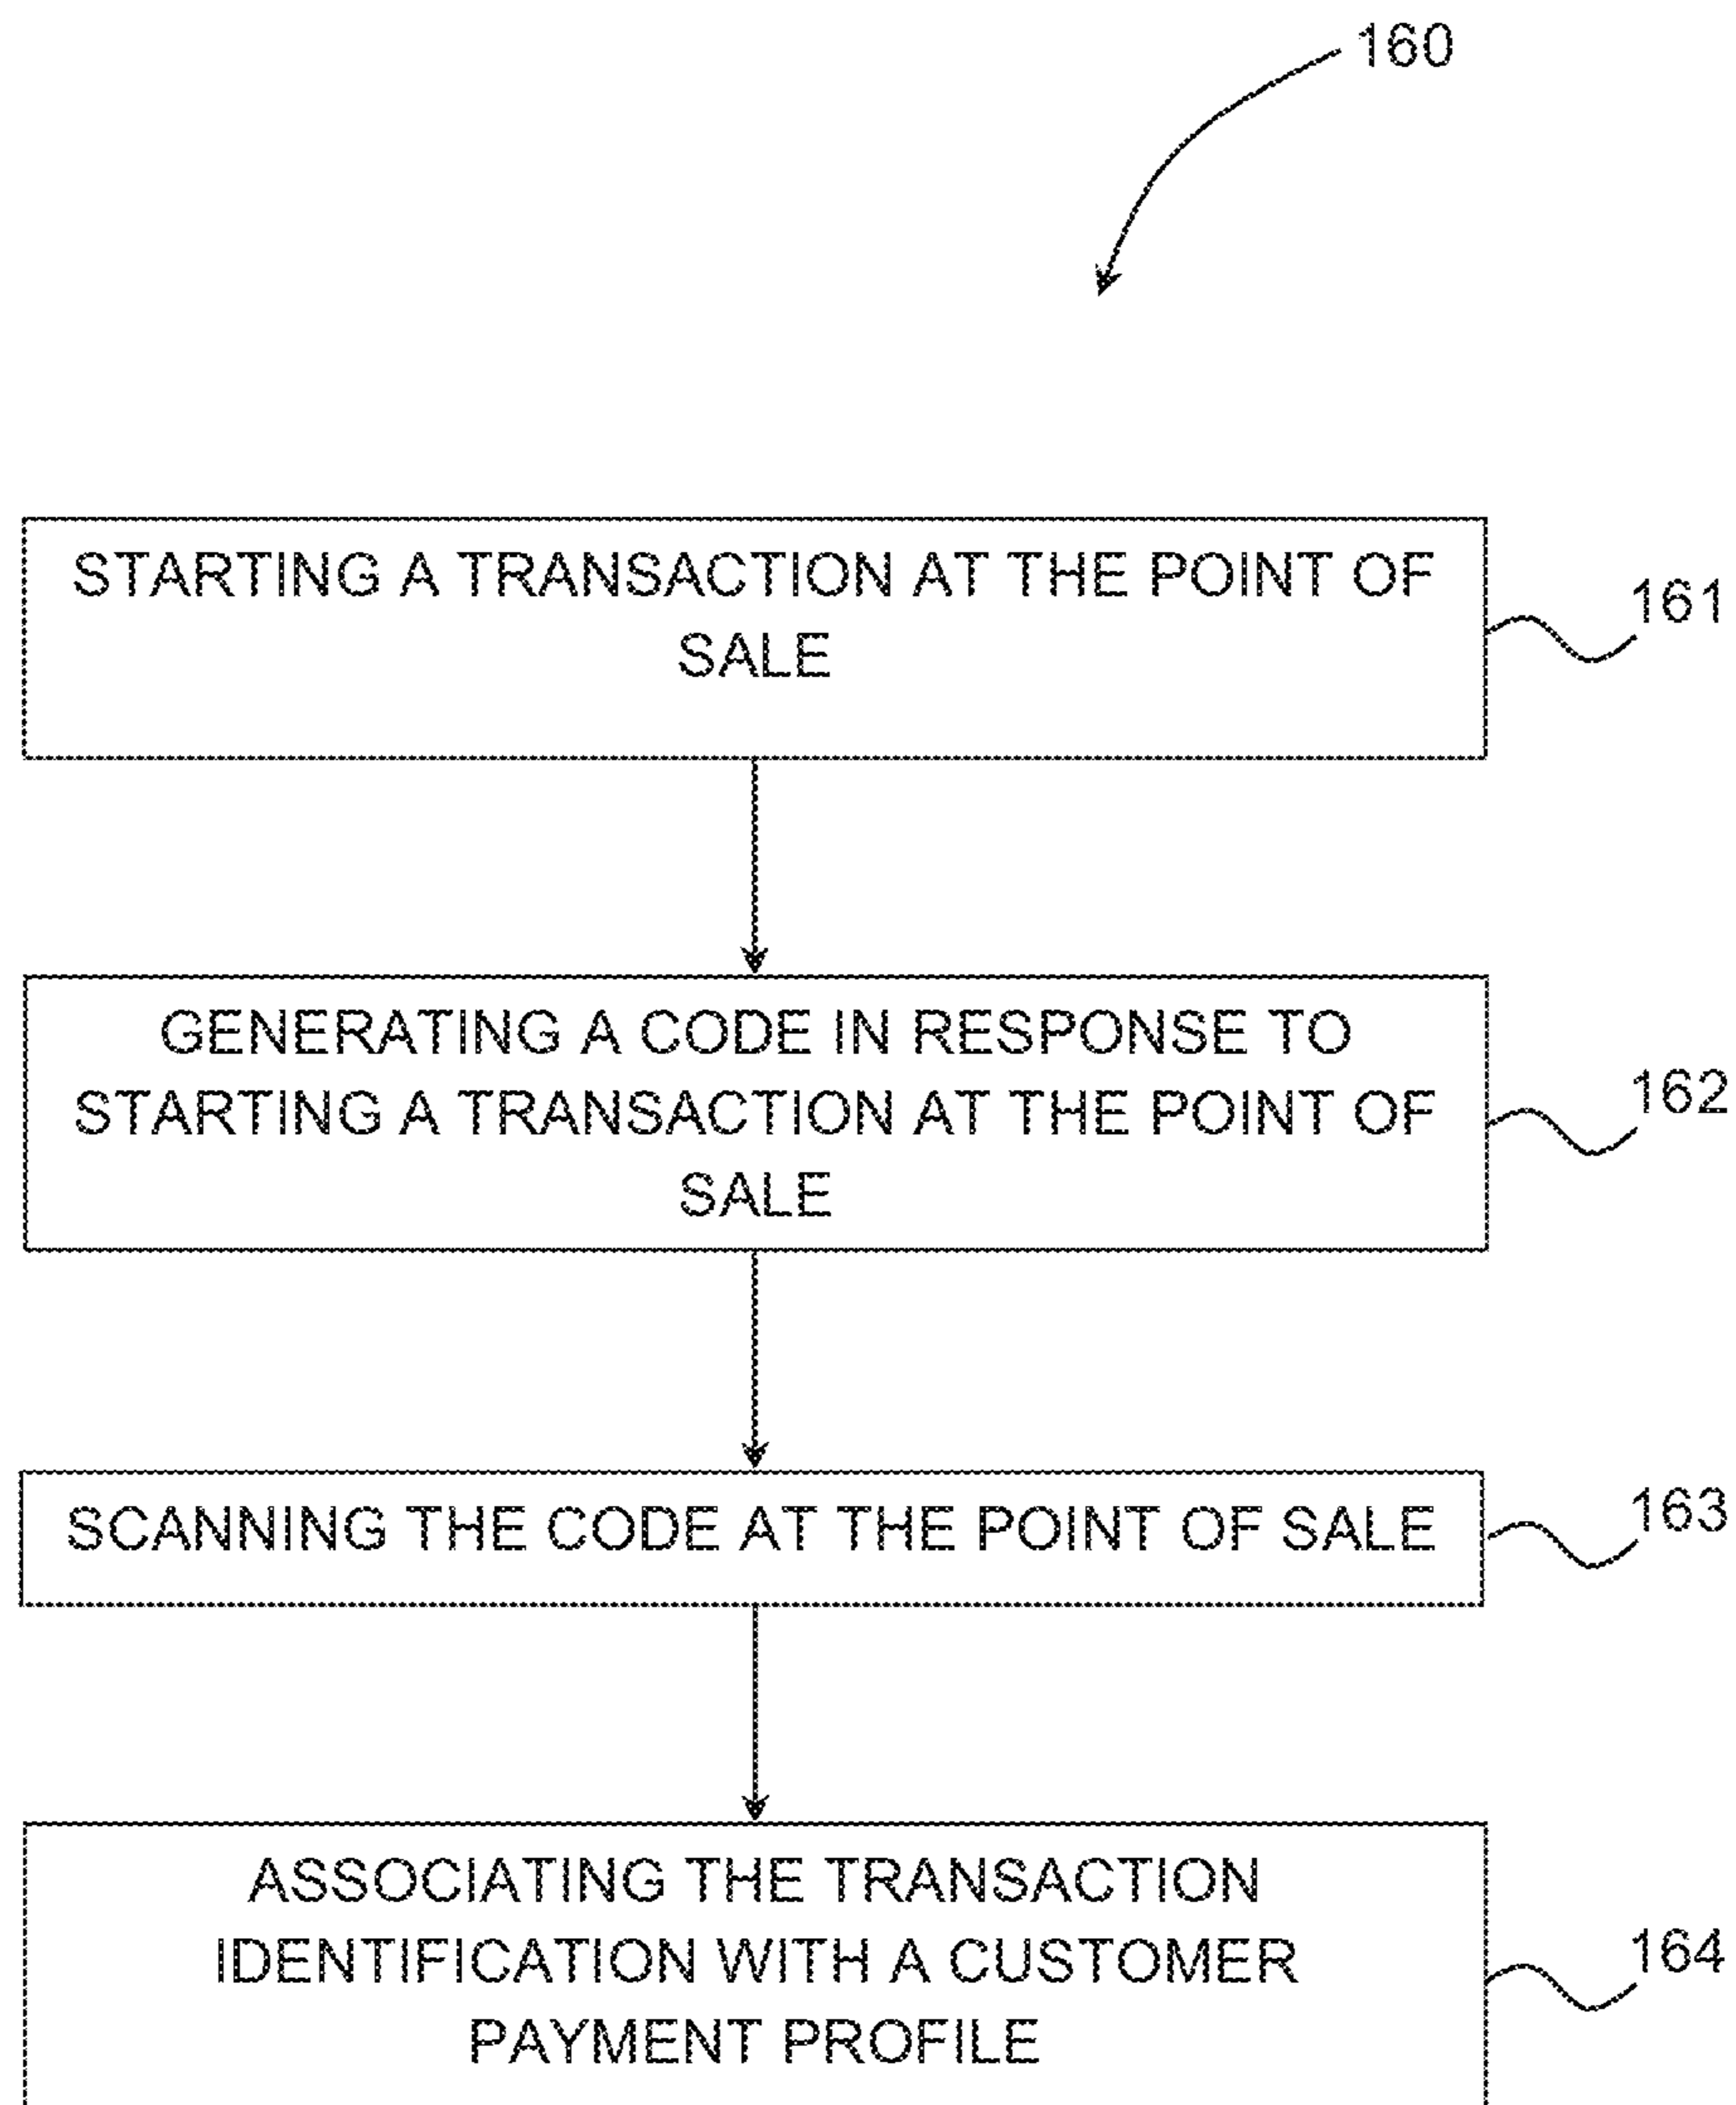 160
STARTING A TRANSACTION AT THE POINT OF
SALE
161
GENERATING A CODE IN RESPONSE TO
STARTING A TRANSACTION AT THE POINT OF
SALE
162
SCANNING THE CODE AT THE POINT OF SALE
163
ASSOCIATING THE TRANSACTION
IDENTIFICATION WITH A CUSTOMER
PAYMENT PROFILE
164